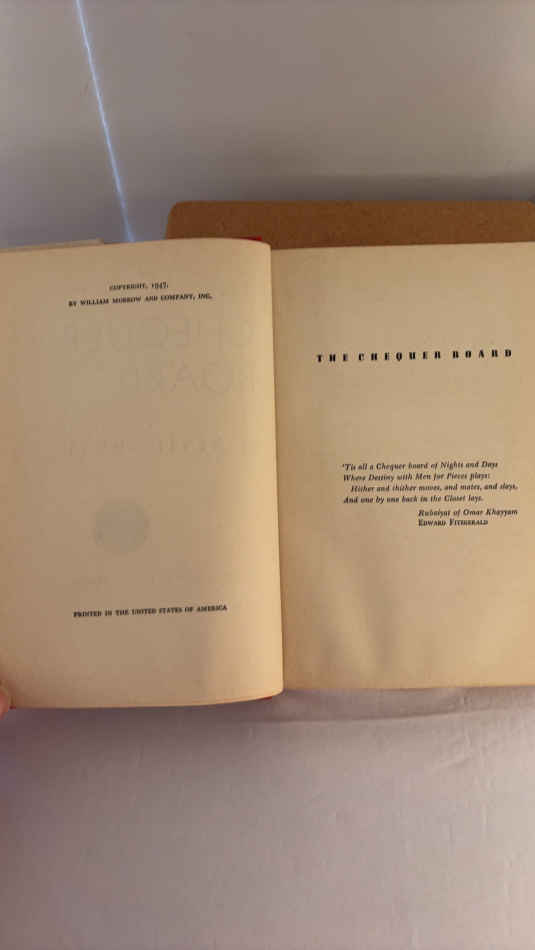 COPYRIGHT, 1947,
BY WILLIAM MORROW AND COMPANY, INC.
PRINTED IN THE UNITED STATES OF AMERICA
THE CHEQUER BOARD
'Tis all a Chequer board of Nights and Days
Where Destiny with Men for Pieces plays:
Hither and thither moves, and mates, and slays,
And one by one back in the Closet lays.
Rubaiyat of Omar Khayyam
EDWARD FITZGERALD